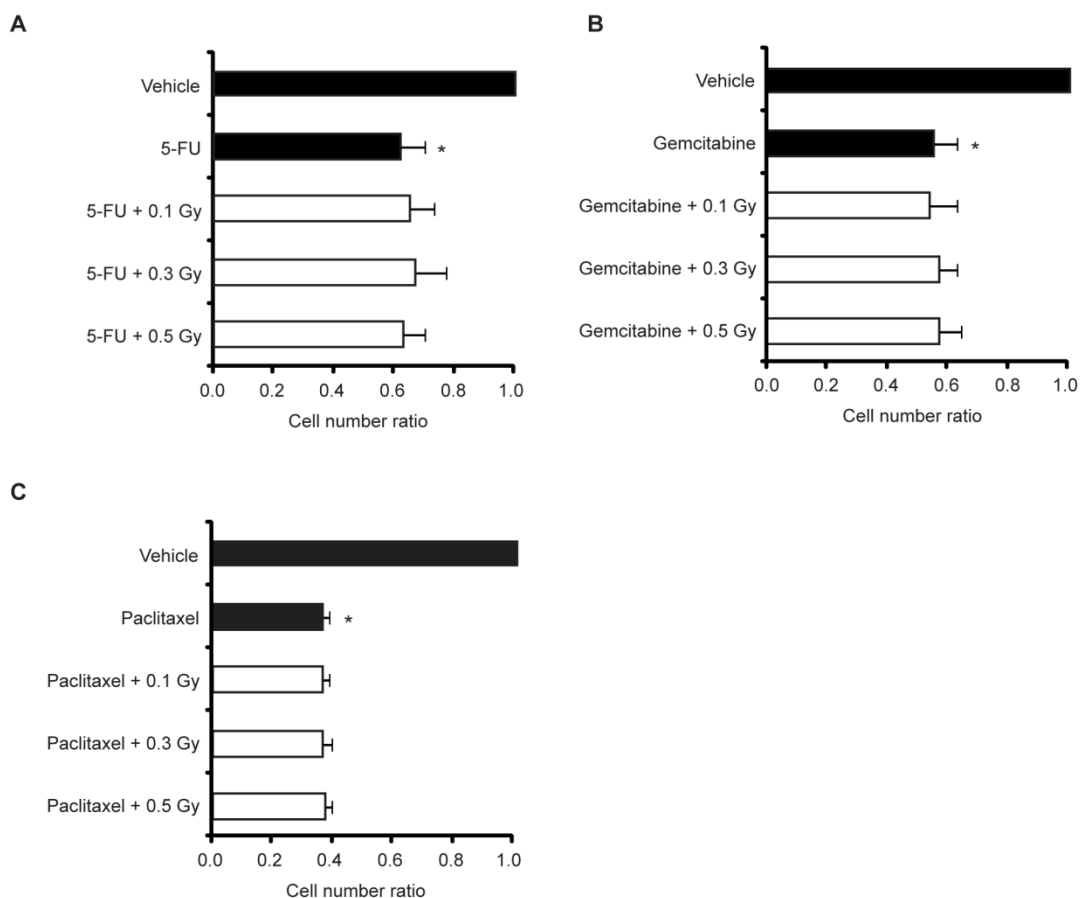 A
Vehicle
5-FU
*
5-FU + 0.1 Gy
5-FU + 0.3 Gy
5-FU + 0.5 Gy
0.0 0.2 0.4 0.6 0.8 1.0
Cell number ratio
B
Vehicle
Gemcitabine
*
Gemcitabine + 0.1 Gy
Gemcitabine + 0.3 Gy
Gemcitabine + 0.5 Gy
0.0 0.2 0.4 0.6 0.8 1.0
Cell number ratio
C
Vehicle
Paclitaxel
*
Paclitaxel + 0.1 Gy
Paclitaxel + 0.3 Gy
Paclitaxel + 0.5 Gy
0.0 0.2 0.4 0.6 0.8 1.0
Cell number ratio